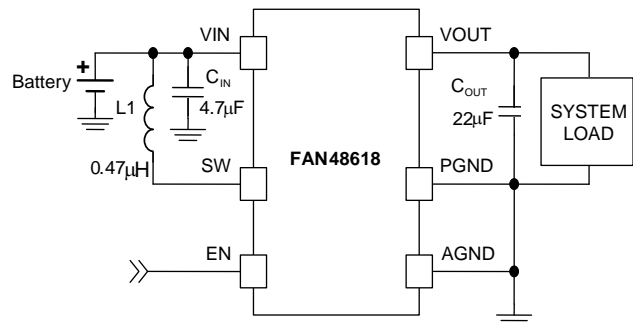 VIN
VOUT
Battery
+
L1
C_IN
4.7µF
0.47µH
SW
FAN48618
C_OUT
22µF
SYSTEM
LOAD
PGND
EN
AGND